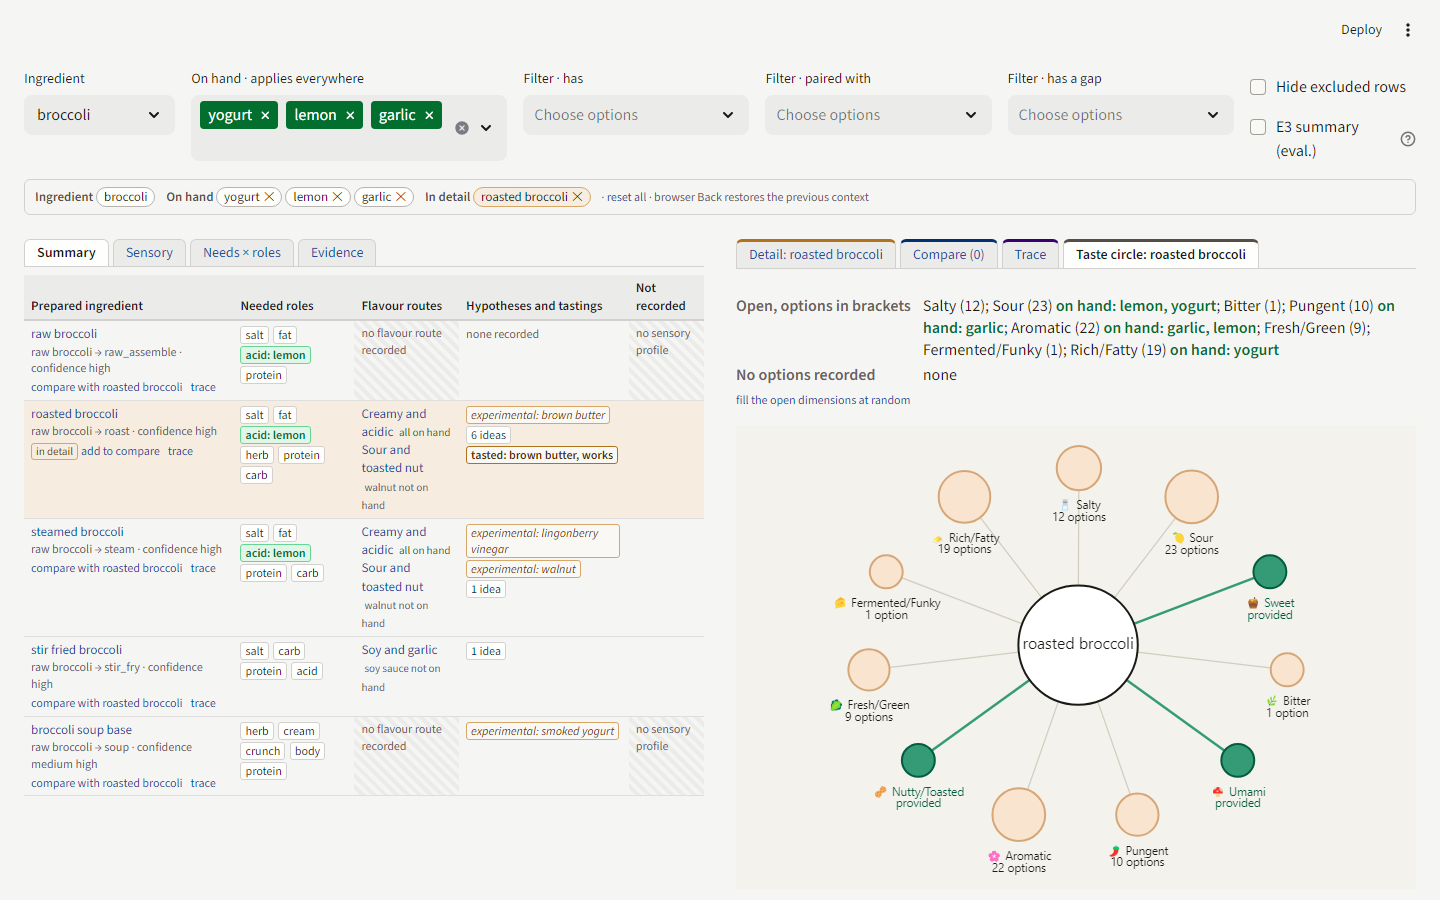 Deploy
Ingredient
On hand · applies everywhere
Filter · has
Filter · paired with
Filter · has a gap
broccoli
yogurt ×
lemon ×
garlic ×
Choose options
Choose options
Choose options
Hide excluded rows
E3 summary
(eval.)
Ingredient broccoli On hand yogurt × lemon × garlic × In detail roasted broccoli × · reset all · browser Back restores the previous context
Summary
Sensory
Needs × roles
Evidence
Prepared ingredient
Needed roles
Flavour routes
Hypotheses and tastings
Not
recorded
raw broccoli
raw broccoli → raw_assemble ·
confidence high
compare with roasted broccoli trace
salt fat
acid: lemon
protein
no flavour route
recorded
none recorded
no sensory
profile
roasted broccoli
raw broccoli → roast · confidence high
in detail add to compare trace
salt fat
acid: lemon
herb protein
carb
Creamy and
acidic all on hand
Sour and
toasted nut
walnut not on
hand
experimental: brown butter
6 ideas
tasted: brown butter, works
steamed broccoli
raw broccoli → steam · confidence high
compare with roasted broccoli trace
salt fat
acid: lemon
protein carb
Creamy and
acidic all on hand
Sour and
toasted nut
walnut not on
hand
experimental: lingonberry
vinegar
experimental: walnut
1 idea
stir fried broccoli
raw broccoli → stir_fry · confidence
high
compare with roasted broccoli trace
salt carb
protein acid
Soy and garlic
soy sauce not on
hand
1 idea
broccoli soup base
raw broccoli → soup · confidence
medium high
compare with roasted broccoli trace
herb cream
crunch body
protein
no flavour route
recorded
experimental: smoked yogurt
no sensory
profile
Detail: roasted broccoli
Compare (0)
Trace
Taste circle: roasted broccoli
Open, options in brackets
Salty (12); Sour (23) on hand: lemon, yogurt; Bitter (1); Pungent (10) on
hand: garlic; Aromatic (22) on hand: garlic, lemon; Fresh/Green (9);
Fermented/Funky (1); Rich/Fatty (19) on hand: yogurt
No options recorded
none
fill the open dimensions at random
Salty
12 options
Rich/Fatty
19 options
Sour
23 options
Fermented/Funky
1 option
Sweet
provided
roasted broccoli
Fresh/Green
9 options
Bitter
1 option
Nutty/Toasted
provided
Umami
provided
Aromatic
22 options
Pungent
10 options